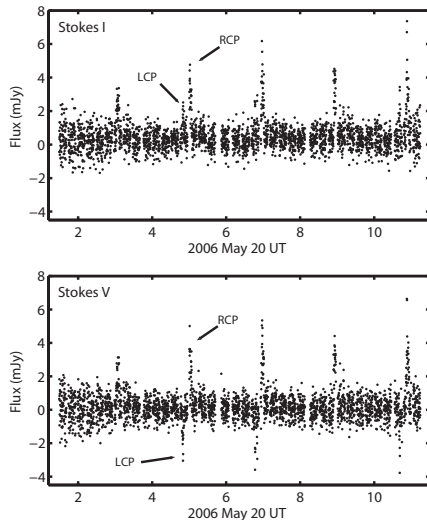 8
Stokes I
RCP
6
LCP
4
2
0
−2
−4
Flux (mJy)
2 4 6 8 10
2006 May 20 UT
8
Stokes V
RCP
6
4
2
0
−2
LCP
−4
Flux (mJy)
2 4 6 8 10
2006 May 20 UT